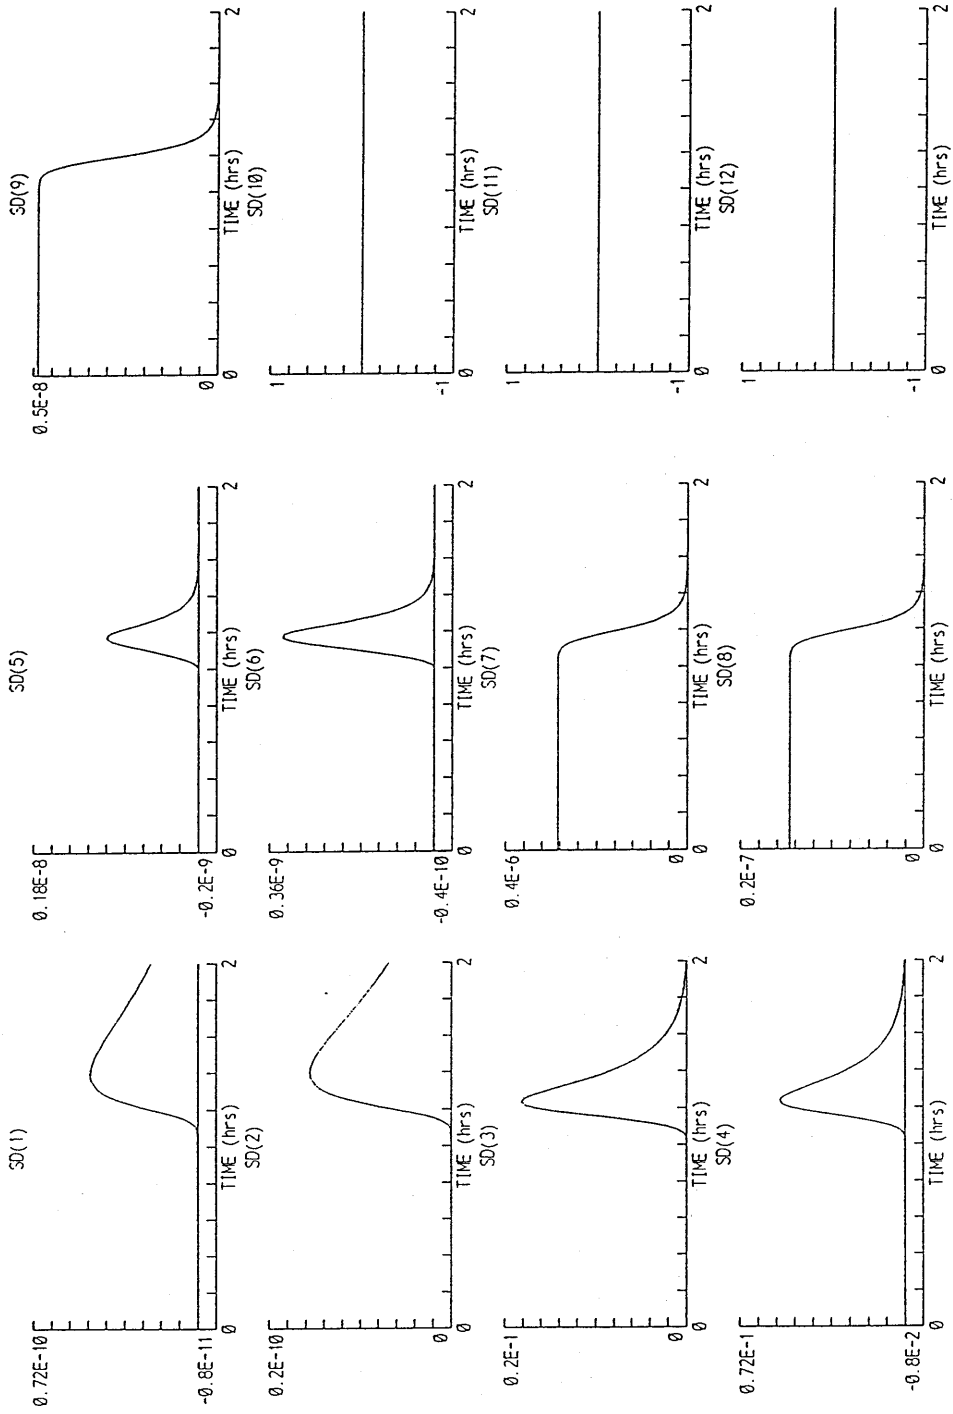 SD(1) SD(5) SD(9)
0.72E-10 0.18E-8 0.5E-8
-0.8E-11 -0.2E-9 0
0 2 0 2 0 2
TIME (hrs) TIME (hrs) TIME (hrs)
SD(2) SD(6) SD(10)
0.2E-10 0.36E-9 1
0 -0.4E-10 -1
0 2 0 2 0 2
TIME (hrs) TIME (hrs) TIME (hrs)
SD(3) SD(7) SD(11)
0.2E-1 0.4E-6 1
0 0 -1
0 2 0 2 0 2
TIME (hrs) TIME (hrs) TIME (hrs)
SD(4) SD(8) SD(12)
0.72E-1 0.2E-7 1
-0.8E-2 0 -1
0 2 0 2 0 2
TIME (hrs) TIME (hrs) TIME (hrs)